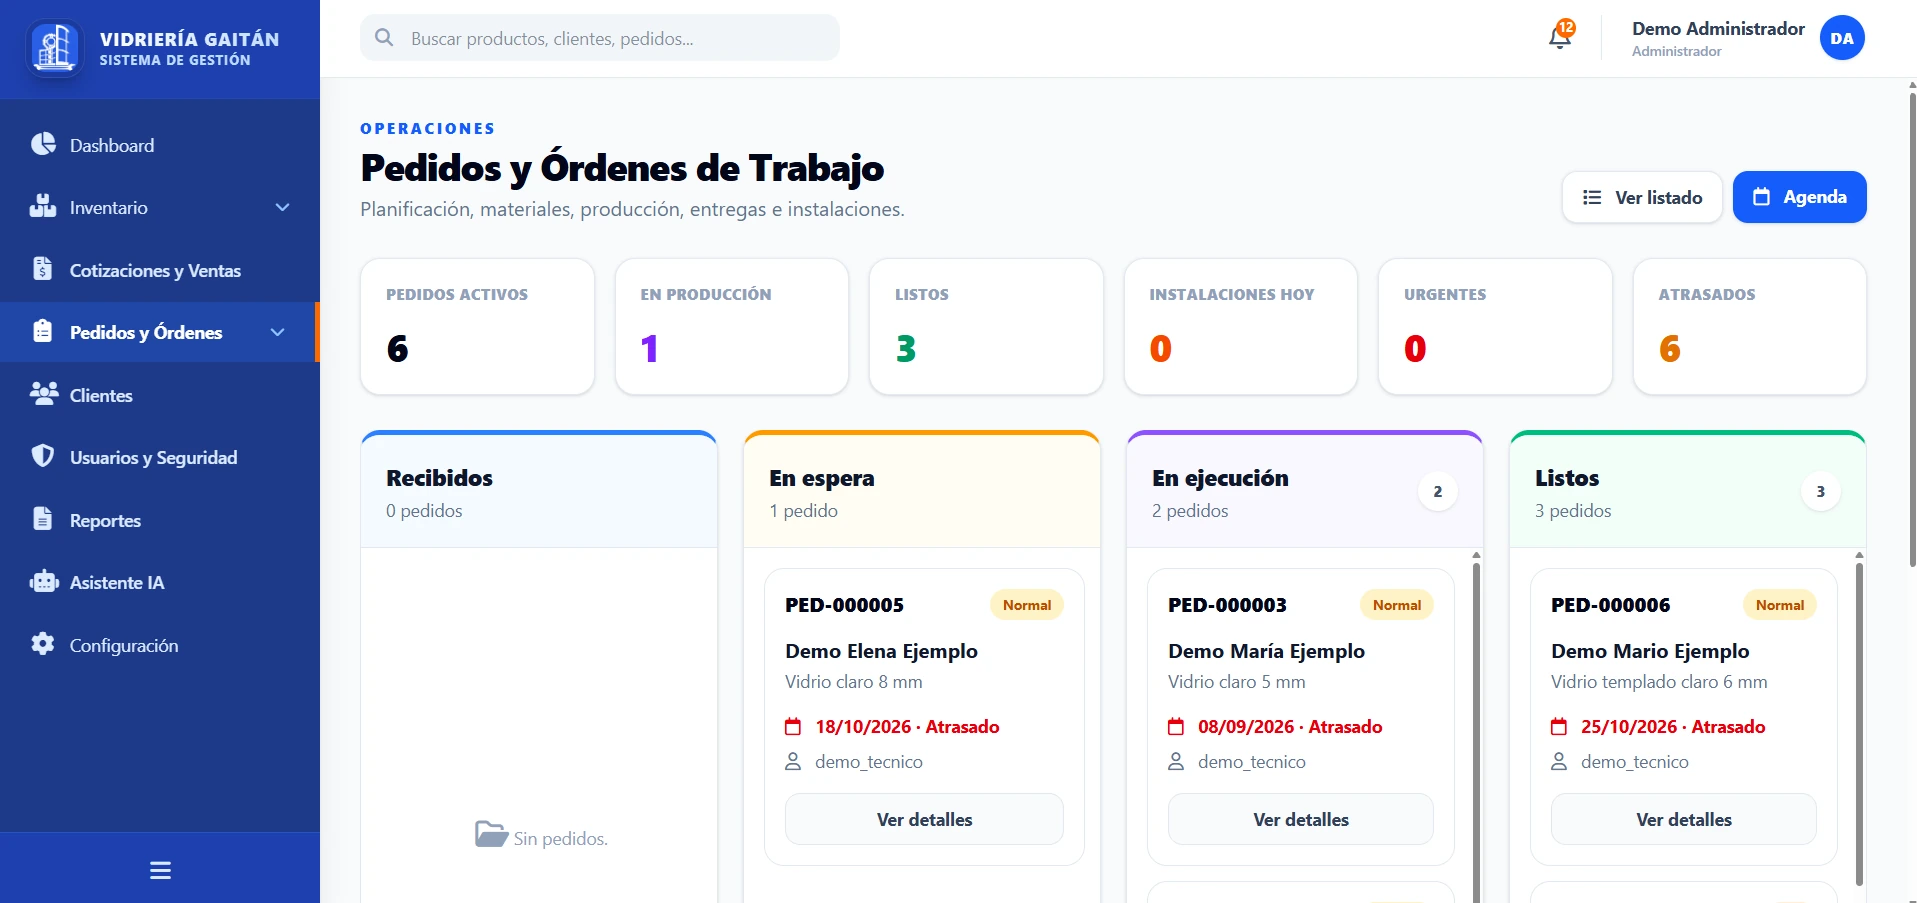 VIDRIERÍA GAITÁN
SISTEMA DE GESTIÓN
Dashboard
Inventario
Cotizaciones y Ventas
Pedidos y Órdenes
Clientes
Usuarios y Seguridad
Reportes
Asistente IA
Configuración
Buscar productos, clientes, pedidos...
12
Demo Administrador
Administrador
DA
OPERACIONES
Pedidos y Órdenes de Trabajo
Planificación, materiales, producción, entregas e instalaciones.
Ver listado
Agenda
PEDIDOS ACTIVOS
6
EN PRODUCCIÓN
1
LISTOS
3
INSTALACIONES HOY
0
URGENTES
0
ATRASADOS
6
Recibidos
0 pedidos
Sin pedidos.
En espera
1 pedido
PED-000005
Normal
Demo Elena Ejemplo
Vidrio claro 8 mm
18/10/2026 · Atrasado
demo_tecnico
Ver detalles
En ejecución
2 pedidos
2
PED-000003
Normal
Demo María Ejemplo
Vidrio claro 5 mm
08/09/2026 · Atrasado
demo_tecnico
Ver detalles
Listos
3 pedidos
3
PED-000006
Normal
Demo Mario Ejemplo
Vidrio templado claro 6 mm
25/10/2026 · Atrasado
demo_tecnico
Ver detalles